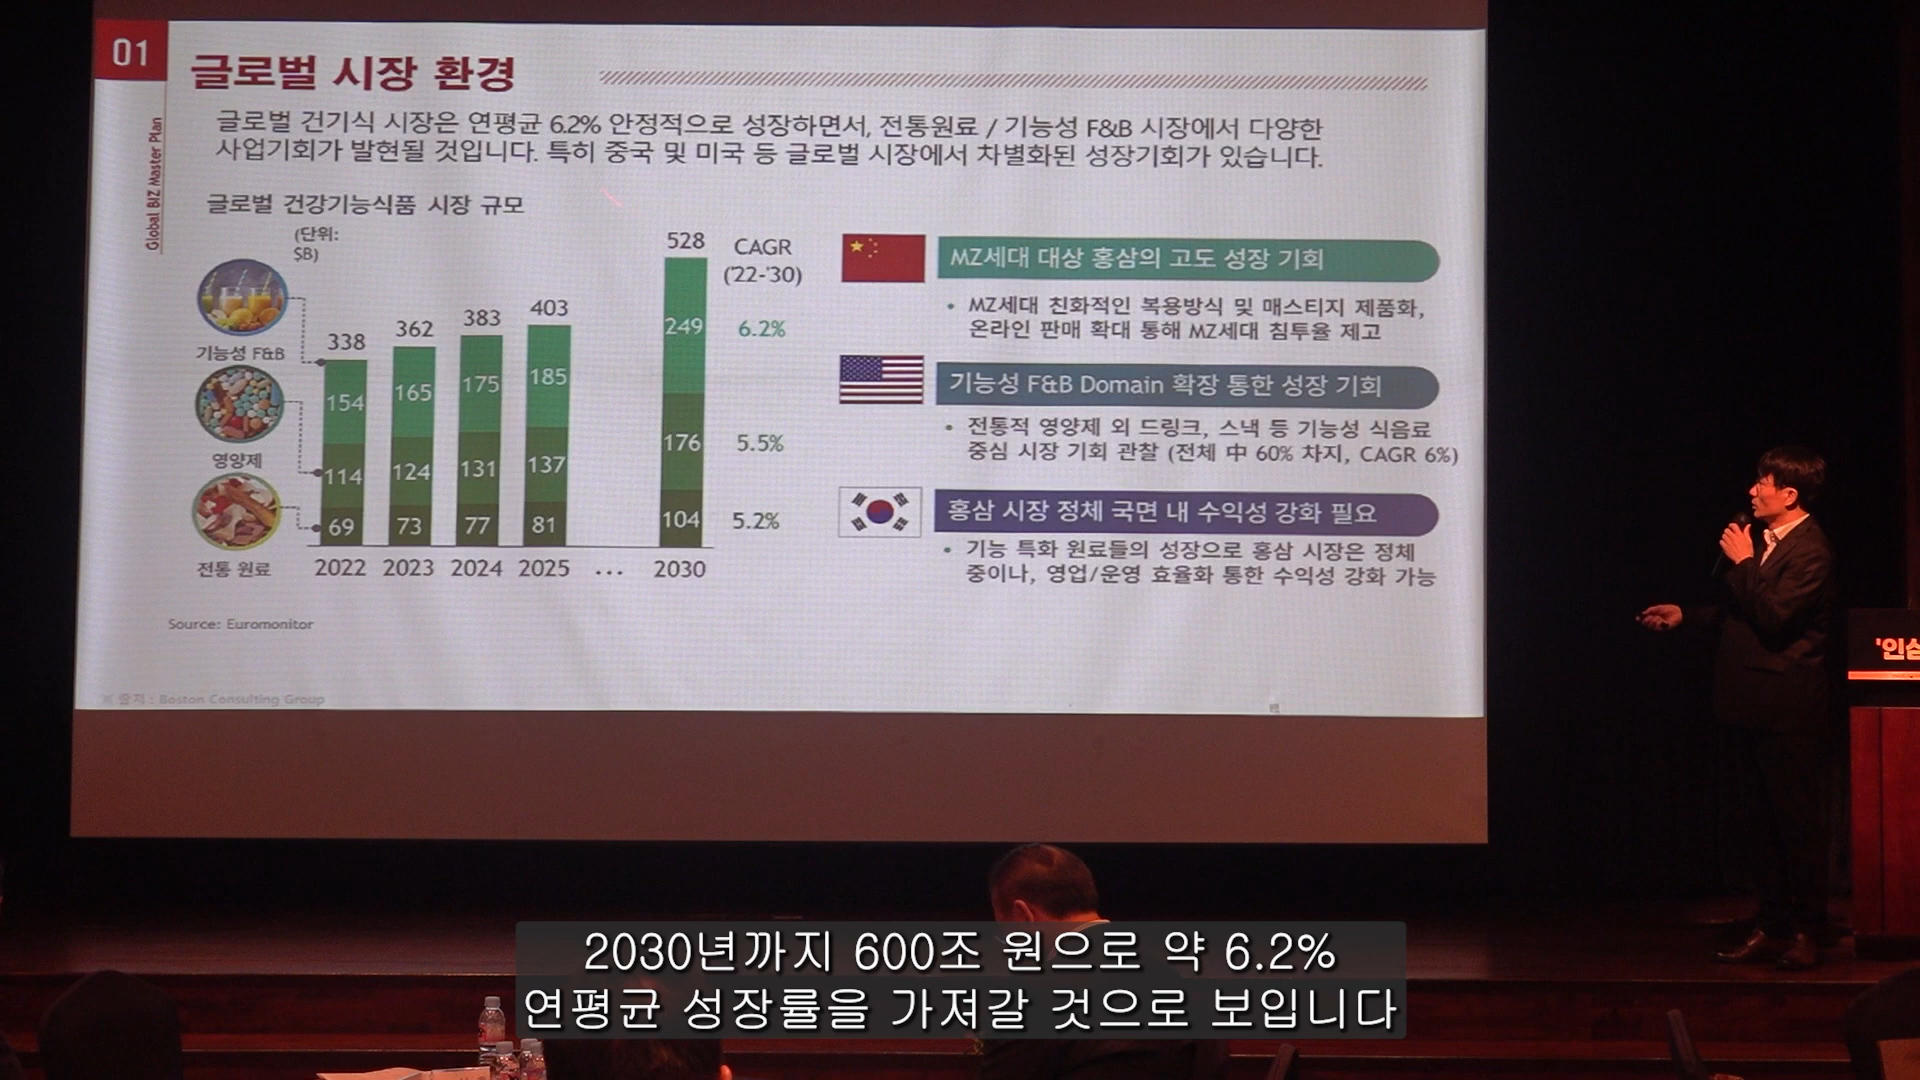 01
글로벌 시장 환경
Global BIZ Master Plan
글로벌 건기식 시장은 연평균 6.2% 안정적으로 성장하면서, 전통원료 / 기능성 F&B 시장에서 다양한
사업기회가 발현될 것입니다. 특히 중국 및 미국 등 글로벌 시장에서 차별화된 성장기회가 있습니다.
글로벌 건강기능식품 시장 규모
(단위:
$B)
기능성 F&B
영양제
전통 원료
338
362
383
403
528
154
165
175
185
249
114
124
131
137
176
69
73
77
81
104
2022
2023
2024
2025
...
2030
CAGR
('22-'30)
6.2%
5.5%
5.2%
Source: Euromonitor
※ 출처 : Boston Consulting Group
MZ세대 대상 홍삼의 고도 성장 기회
• MZ세대 친화적인 복용방식 및 매스티지 제품화,
온라인 판매 확대 통해 MZ세대 침투율 제고
기능성 F&B Domain 확장 통한 성장 기회
• 전통적 영양제 외 드링크, 스낵 등 기능성 식음료
중심 시장 기회 관찰 (전체 中 60% 차지, CAGR 6%)
홍삼 시장 정체 국면 내 수익성 강화 필요
• 기능 특화 원료들의 성장으로 홍삼 시장은 정체
중이나, 영업/운영 효율화 통한 수익성 강화 가능
'인삼
2030년까지 600조 원으로 약 6.2%
연평균 성장률을 가져갈 것으로 보입니다